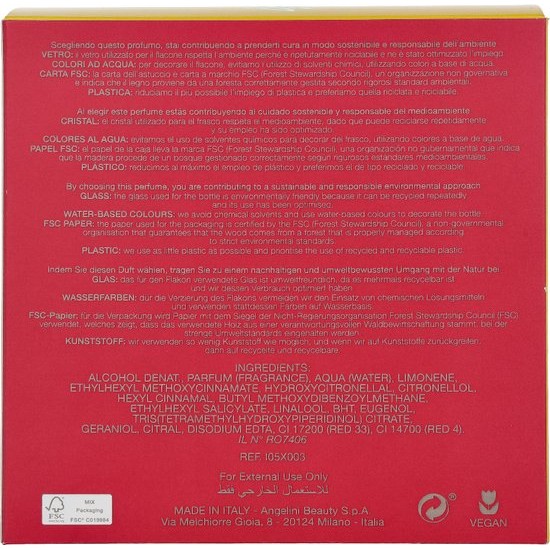 Scegliendo questo profumo, stai contribuendo a prenderti cura in modo sostenibile e responsabile dell'ambiente
VETRO: il vetro utilizzato per il flacone rispetta l'ambiente perché è riciclabile più volte e ne è stato ottimizzato l'impiego
COLORI AD ACQUA: per decorare il flacone, evitiamo l'utilizzo di solventi chimici, utilizzando colori a base di acqua.
CARTA FSC: la carta dell'astuccio e carta a marchio FSC (Forest Stewardship Council), un organizzazione non governativa
e indica che il legno proviene da una foresta correttamente gestita secondo rigorosi standard ambientali.
PLASTICA: riduciamo il più possibile l'impiego di plastica e preferiamo quella riciclata e riciclabile.
Al elegir este perfume estás contribuyendo al cuidado sostenible y responsable del medioambiente
CRISTAL: el cristal utilizado para el frasco respeta el medioambiente, dado que puede reciclarse repetidamente
y su empleo ha sido optimizado.
COLORES AL AGUA: evitamos el uso de solventes químicos para decorar del frasco, utilizando colores a base de agua.
PAPEL FSC: el papel de la caja lleva la marca FSC (Forest Stewardship Council), una organización no gubernamental que indica
que la madera procede de un bosque gestionado correctamente según rigurosos estándares medioambientales.
PLÁSTICO: reducimos al máximo el empleo de plástico y preferimos el de tipo reciclado y reciclable
By choosing this perfume, you are contributing to a sustainable and responsible environmental approach
GLASS: the glass used for the bottle is environmentally friendly because it can be recycled repeatedly
and its use has been optimised.
WATER-BASED COLOURS: we avoid chemical solvents and use water-based colours to decorate the bottle.
FSC PAPER: the paper used for the packaging is certified by the FSC (Forest Stewardship Council), a non-governmental
organisation that guarantees that the wood comes from a forest that is properly managed according
to strict environmental standards.
PLASTIC: we use as little plastic as possible and prioritise the use of recycled and recyclable plastic
Indem Sie diesen Duft wählen, tragen Sie zu einem nachhaltigen und umweltbewussten Umgang mit der Natur bei
GLAS: das für den Flakon verwendete Glas ist umweltfreundlich, da es mehrmals recycelbar ist
und wir dessen Verbrauch optimiert haben
WASSERFARBEN: dur die Verzierung des Flakons vermeiden wir den Einsatz von chemischen Lösungsmitteln
und verwenden stattdessen Farben auf Wasserbasis.
FSC-Papier: für die Verpackung wird Papier mit dem Siegel der Nicht-Regierungsorganisation Forest Stewardship Council (FSC)
verwendet, welches zeigt, dass das verwendete Holz aus einer verantwortungsvollen Waldbewirtschaftung stammt, bei der
strenge Umweltstandards eingehalten werden.
KUNSTSTOFF: wir verwenden so wenig Kunststoff wie möglich, und wenn wir auf Kunststoffe zurückgreifen,
dann auf recycelte und recycelbare
INGREDIENTS:
ALCOHOL DENAT., PARFUM (FRAGRANCE), AQUA (WATER), LIMONENE,
ETHYLHEXYL METHOXYCINNAMATE, HYDROXYCITRONELLAL, CITRONELLOL,
HEXYL CINNAMAL, BUTYL METHOXYDIBENZOYLMETHANE,
ETHYLHEXYL SALICYLATE, LINALOOL, BHT, EUGENOL,
TRIS(TETRAMETHYLHYDROXYPIPERIDINOL) CITRATE,
GERANIOL, CITRAL, DISODIUM EDTA, CI 17200 (RED 33), CI 14700 (RED 4).
IL N° RO7406
REF. I05X003
For External Use Only
للاستعمال الخارجي فقط
MADE IN ITALY - Angelini Beauty S.p.A
Via Melchiorre Gioia, 8 - 20124 Milano - Italia
FSC
MIX
Packaging
FSC® C019984
VEGAN